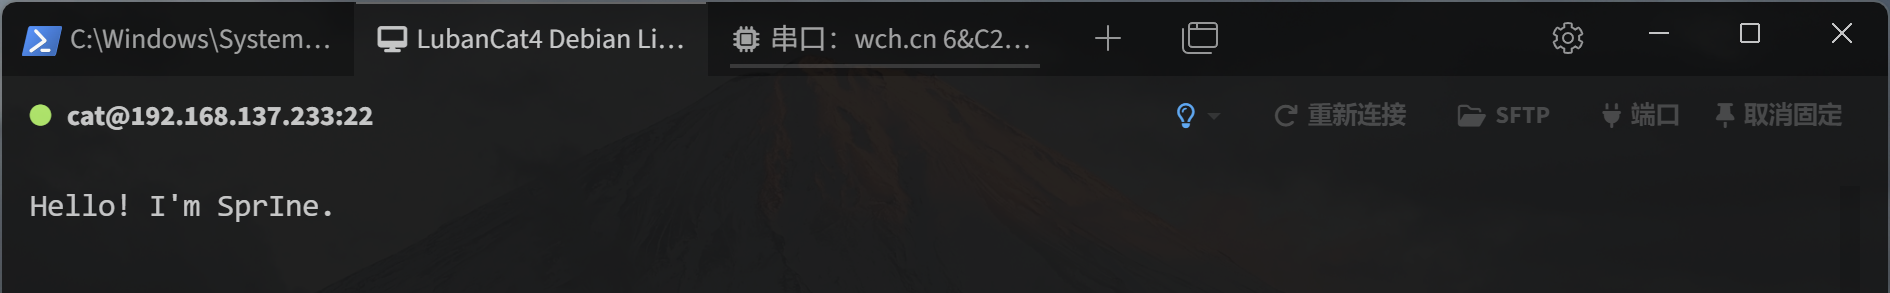 C:\Windows\System... LubanCat4 Debian Li... 串口：wch.cn 6&C2...
cat@192.168.137.233:22 重新连接 SFTP 端口 取消固定
Hello! I'm SprIne.